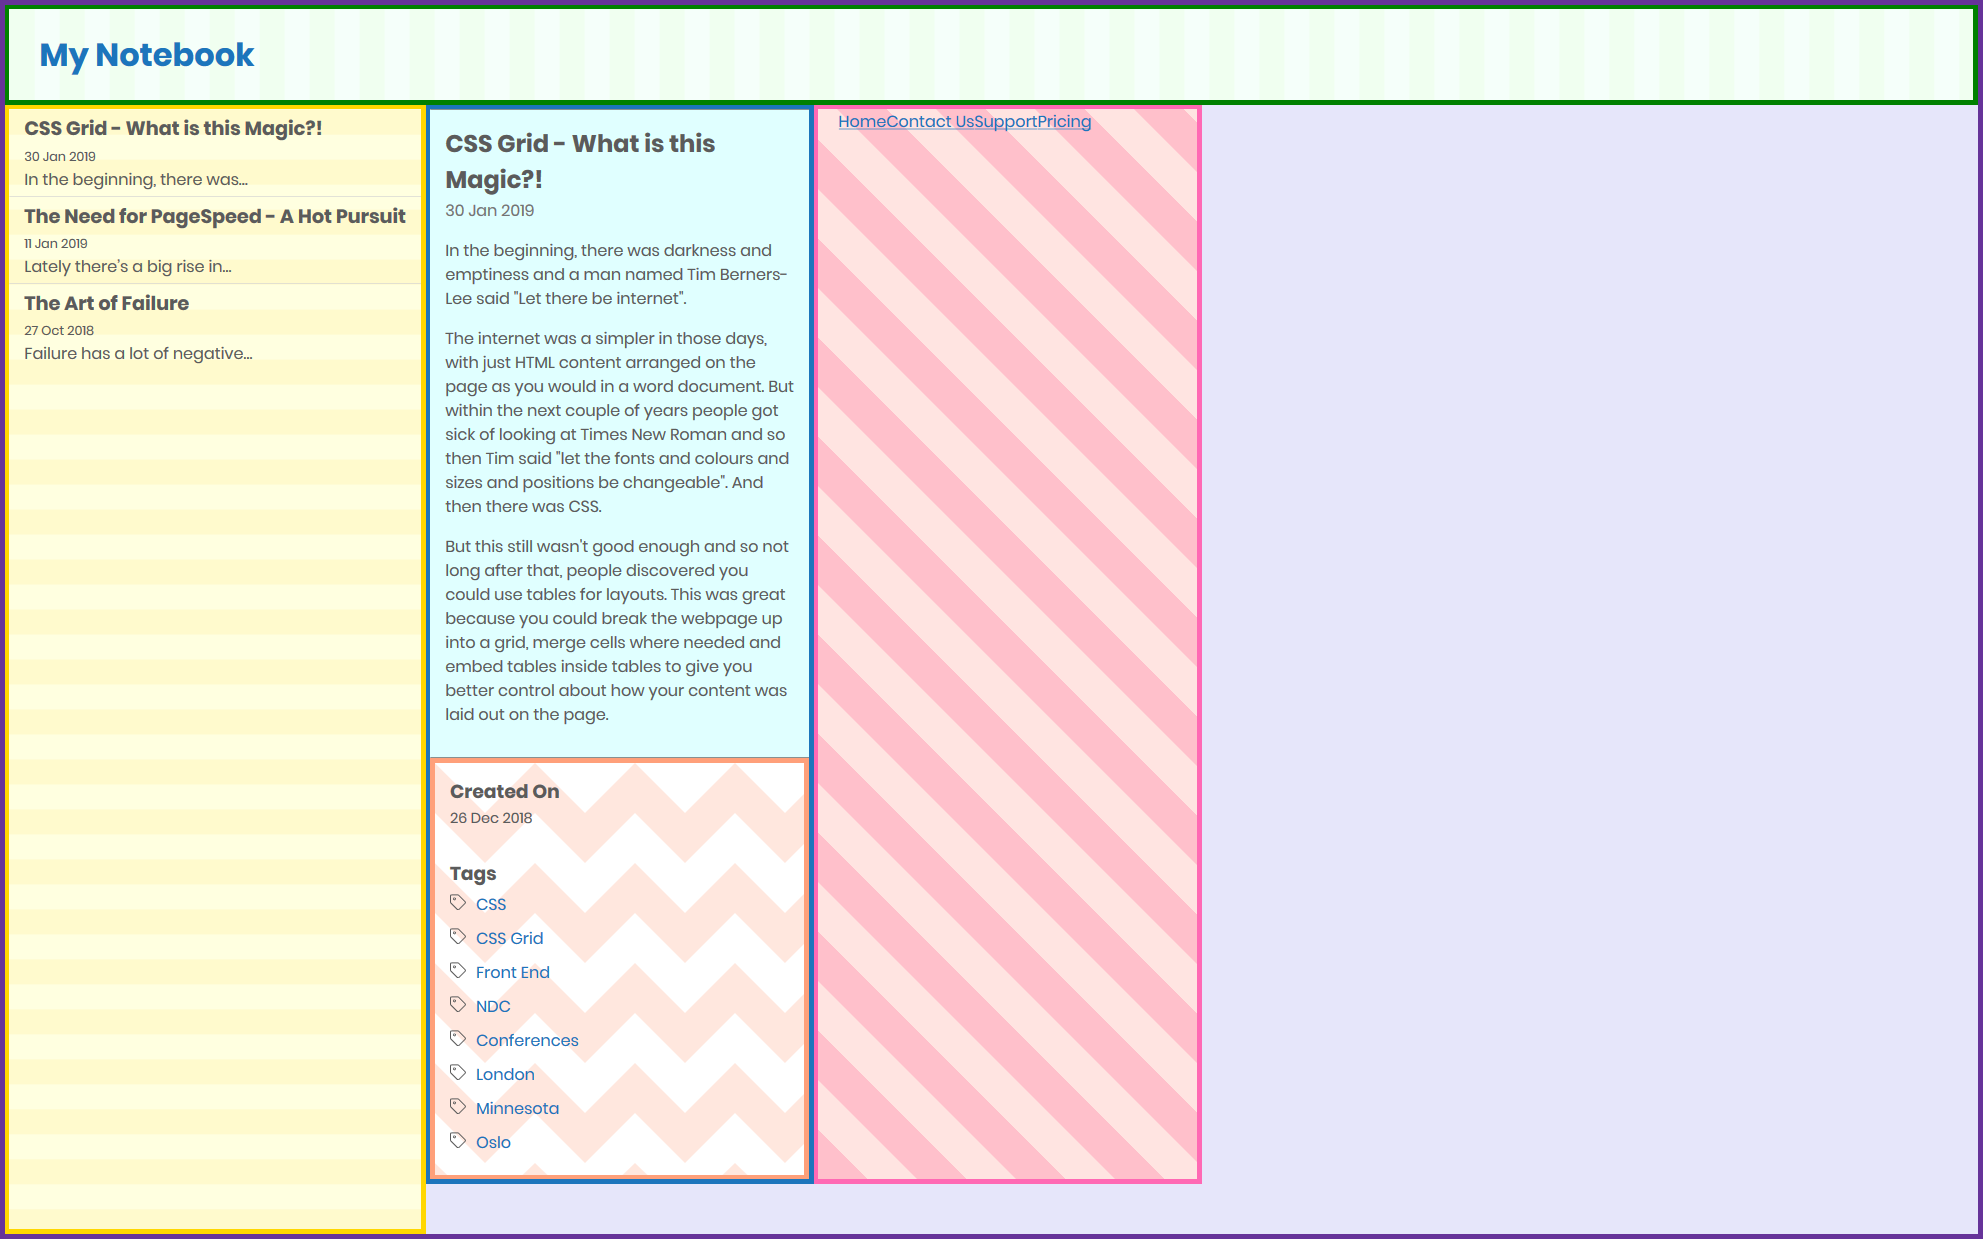 My Notebook
CSS Grid - What is this Magic?!
30 Jan 2019
In the beginning, there was...
The Need for PageSpeed - A Hot Pursuit
11 Jan 2019
Lately there's a big rise in...
The Art of Failure
27 Oct 2018
Failure has a lot of negative...
CSS Grid - What is this
Magic?!
30 Jan 2019
In the beginning, there was darkness and
emptiness and a man named Tim Berners-
Lee said "Let there be internet".
The internet was a simpler in those days,
with just HTML content arranged on the
page as you would in a word document. But
within the next couple of years people got
sick of looking at Times New Roman and so
then Tim said "let the fonts and colours and
sizes and positions be changeable". And
then there was CSS.
But this still wasn't good enough and so not
long after that, people discovered you
could use tables for layouts. This was great
because you could break the webpage up
into a grid, merge cells where needed and
embed tables inside tables to give you
better control about how your content was
laid out on the page.
Created On
26 Dec 2018
Tags
CSS
CSS Grid
Front End
NDC
Conferences
London
Minnesota
Oslo
HomeContact UsSupportPricing